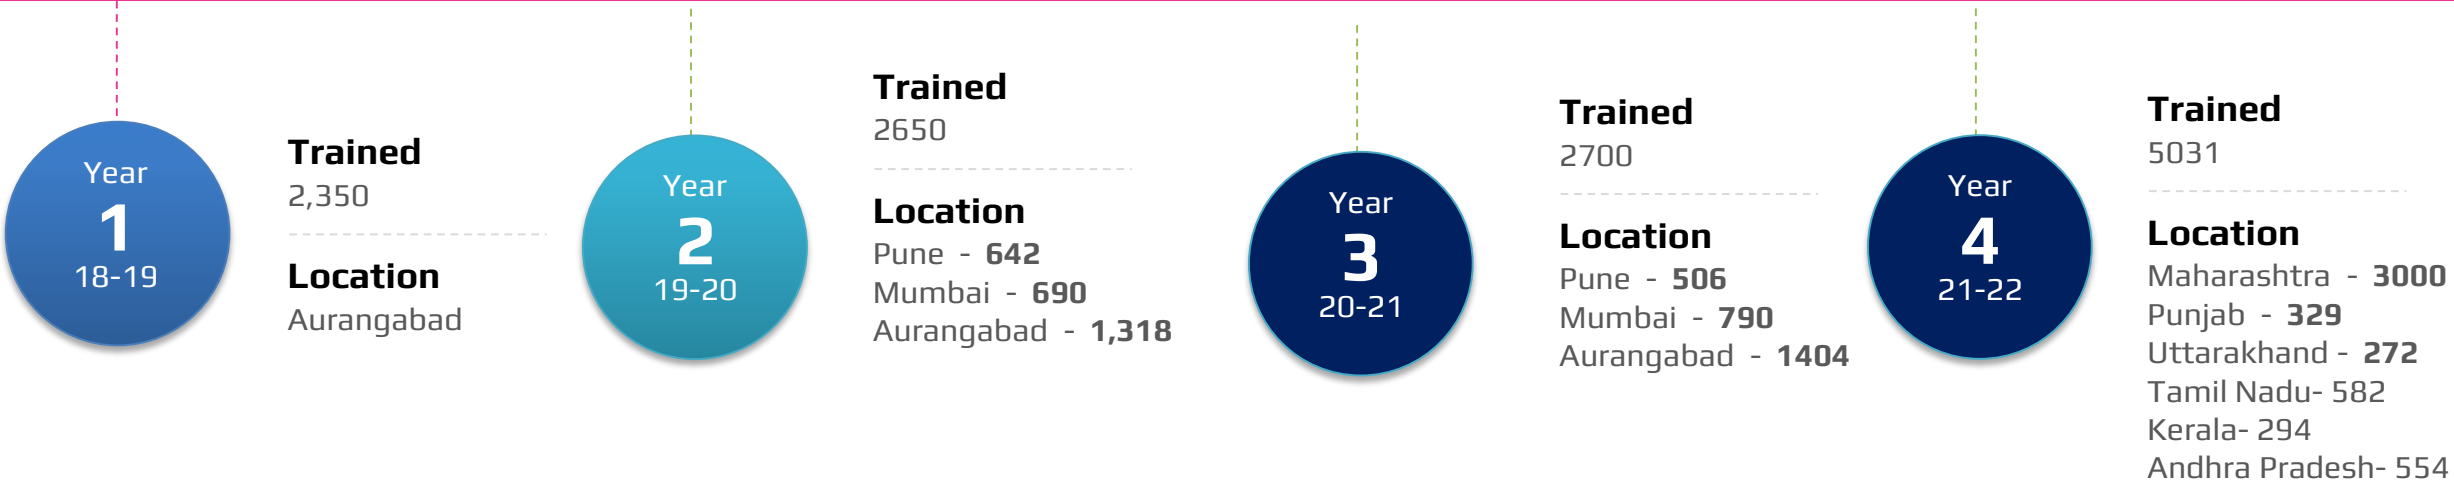 Year
1
18-19
Trained
2,350
Location
Aurangabad
Year
2
19-20
Trained
2650
Location
Pune - 642
Mumbai - 690
Aurangabad - 1,318
Year
3
20-21
Trained
2700
Location
Pune - 506
Mumbai - 790
Aurangabad - 1404
Year
4
21-22
Trained
5031
Location
Maharashtra - 3000
Punjab - 329
Uttarakhand - 272
Tamil Nadu- 582
Kerala- 294
Andhra Pradesh- 554